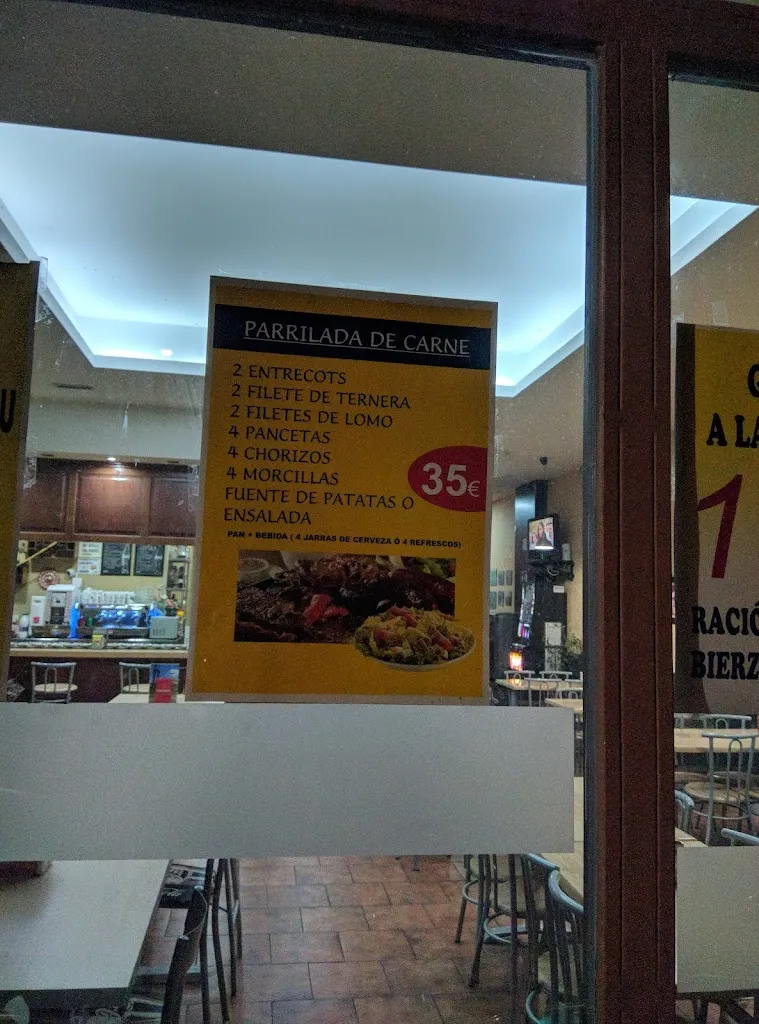 U
PARRILADA DE CARNE
2 ENTRECOTS
2 FILETE DE TERNERA
2 FILETES DE LOMO
4 PANCETAS
4 CHORIZOS
4 MORCILLAS
FUENTE DE PATATAS O
ENSALADA
35€
PAN + BEBIDA ( 4 JARRAS DE CERVEZA Ó 4 REFRESCOS)
A LA
1
RACIÓ
BIERZ